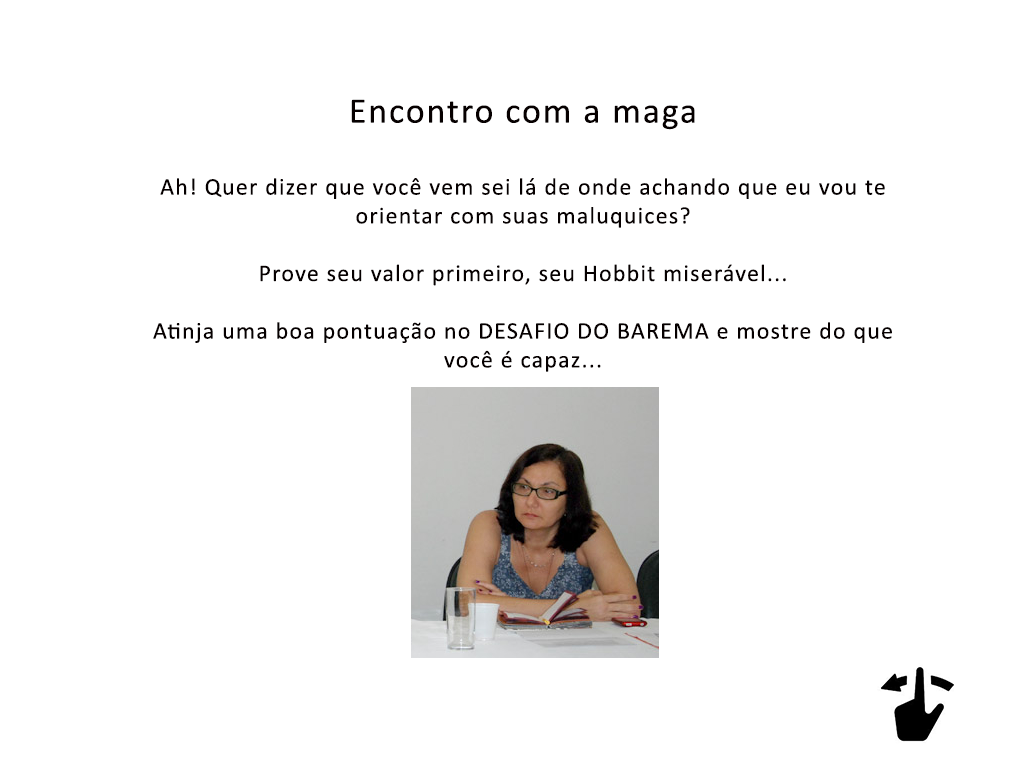 Encontro com a maga
Ah! Quer dizer que você vem sei lá de onde achando que eu vou te
orientar com suas maluquices?
Prove seu valor primeiro, seu Hobbit miserável...
Atinja uma boa pontuação no DESAFIO DO BAREMA e mostre do que
você é capaz...